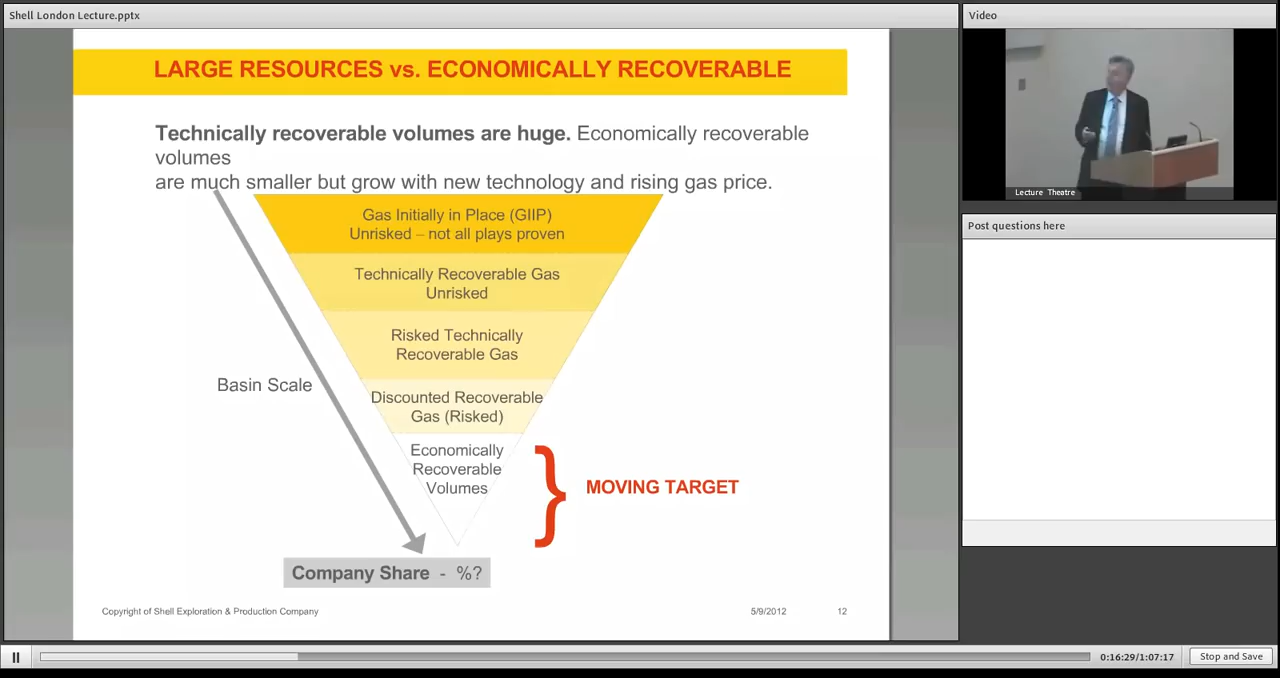 Shell London Lecture.pptx
Video
LARGE RESOURCES vs. ECONOMICALLY RECOVERABLE
Technically recoverable volumes are huge. Economically recoverable
volumes
are much smaller but grow with new technology and rising gas price.
Gas Initially in Place (GIIP)
Unrisked – not all plays proven
Technically Recoverable Gas
Unrisked
Risked Technically
Recoverable Gas
Basin Scale
Discounted Recoverable
Gas (Risked)
Economically
Recoverable
Volumes
MOVING TARGET
Company Share - %?
Copyright of Shell Exploration & Production Company
5/9/2012
12
Lecture Theatre
Post questions here
0:16:29/1:07:17
Stop and Save